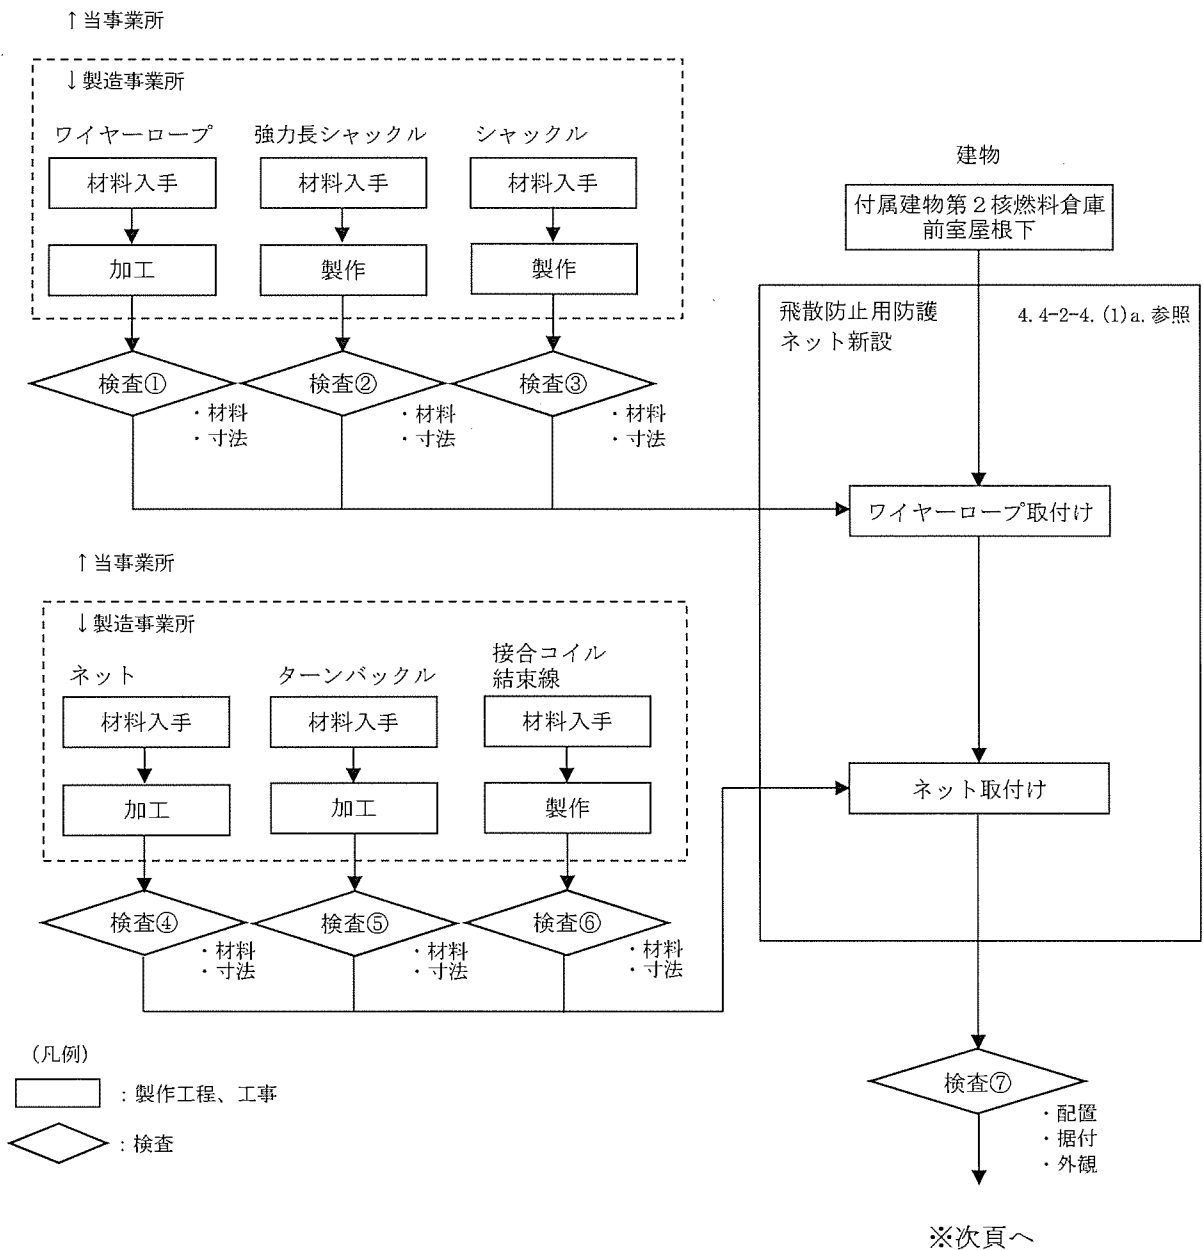 ↑当事業所
↓製造事業所
ワイヤーロープ
材料入手
加工
検査①
・材料
・寸法
強力長シャックル
材料入手
製作
検査②
・材料
・寸法
シャックル
材料入手
製作
検査③
・材料
・寸法
建物
付属建物第2核燃料倉庫
前室屋根下
飛散防止用防護
ネット新設
4.4-2-4.(1)a.参照
ワイヤーロープ取付け
↑当事業所
↓製造事業所
ネット
材料入手
加工
検査④
・材料
・寸法
ターンバックル
材料入手
加工
検査⑤
・材料
・寸法
接合コイル
結束線
材料入手
製作
検査⑥
・材料
・寸法
ネット取付け
検査⑦
・配置
・据付
・外観
※次頁へ
(凡例)
：製作工程、工事
：検査